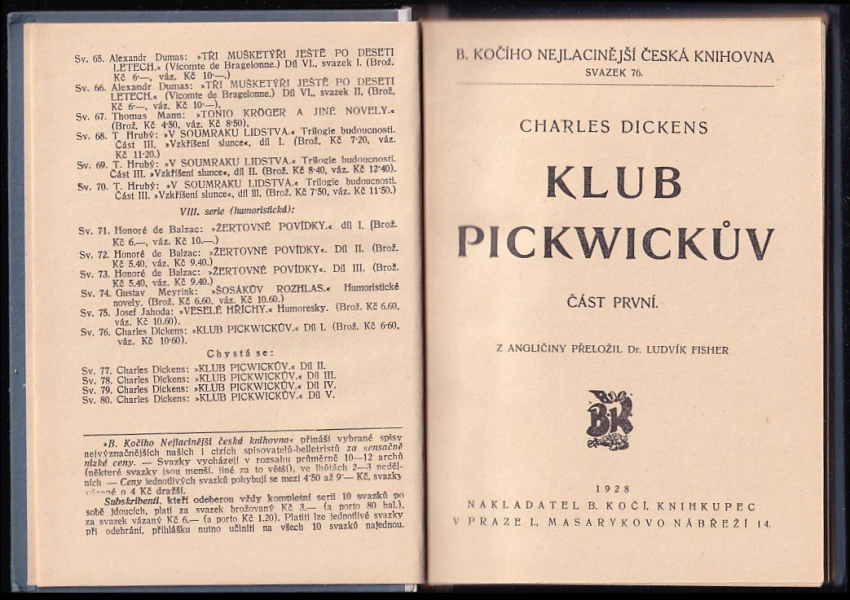 Sv. 65. Alexandr Dumas: »TŘI MUŠKETÝŘI JEŠTĚ PO DESETI
LETECH.« (Vicomte de Bragelonne.) Díl VI., svazek I. (Brož.
Kč 6·—, váz. Kč 10·—.)
Sv. 66. Alexandr Dumas: »TŘI MUŠKETÝŘI JEŠTĚ PO DESETI
LETECH.« (Vicomte de Bragelonne.) Díl VI., svazek II. (Brož.
Kč 6·—, váz. Kč 10·—),
Sv. 67. Thomas Mann: »TONIO KRÖGER A JINÉ NOVELY.«
(Brož. Kč 4·50, váz. Kč 8·50).
Sv. 68. T Hrubý: »V SOUMRAKU LIDSTVA.« Trilogie budoucnosti.
Část III. »Vzkříšení slunce«, díl I. (Brož. Kč 7·20, váz.
Kč 11·20.)
Sv. 69. T. Hrubý: »V SOUMRAKU LIDSTVA.« Trilogie budoucnosti.
Část III. »Vzkříšení slunce«, díl II. (Brož. Kč 8·40, váz. Kč 12·40).
Sv. 70. T. Hrubý: »V SOUMRAKU LIDSTVA.« Trilogie budoucnosti.
Část III. »Vzkříšení slunce«, díl III. (Brož. Kč 7·50, váz. Kč 11·50.)
VIII. serie (humoristická):
Sv. 71. Honoré de Balzac: »ŽERTOVNÉ POVÍDKY.« díl I. (Brož.
Kč 6.—, váz. Kč 10.—.)
Sv. 72. Honoré de Balzac: »ŽERTOVNÉ POVÍDKY«. Díl II. (Brož.
Kč 5.40, váz. Kč 9.40.)
Sv. 73. Honoré de Balzac: »ŽERTOVNÉ POVÍDKY«. Díl III. (Brož.
Kč 5.40, váz. Kč 9.40.)
Sv. 74. Gustav Meyrink: »ŠOSÁKŮV ROZHLAS.« Humoristické
novely. (Brož. Kč 6.60, váz. Kč 10.60.)
Sv. 75. Josef Jahoda: »VESELÉ HŘÍCHY.« Humoresky. (Brož. Kč 6.60,
váz. Kč 10.60).
Sv. 76. Charles Dickens: »KLUB PICKWICKŮV.« Díl I. (Brož. Kč 6·60,
váz. Kč 10·60).
Chystá se:
Sv. 77. Charles Dickens: »KLUB PICWICKŮV.« Díl II.
Sv. 78. Charles Dickens: »KLUB PICKWICKŮV.« Díl III.
Sv. 79. Charles Dickens: »KLUB PICKWICKŮV.« Díl IV.
Sv. 80. Charles Dickens: »KLUB PICKWICKŮV.« Díl V.
»B. Kočího Nejlacinější česká knihovna« přináší vybrané spisy
nejvýznačnějších našich i cizích spisovatelů-belletristů za sensačně
nízké ceny. — Svazky vycházejí v rozsahu průměrně 10—12 archů
(některé svazky jsou menší, jiné za to větší), ve lhůtách 2—3 neděl-
ních — Ceny jednotlivých svazků pohybují se mezi 4·50 až 9·— Kč, svazky
vázané o 4 Kč dražší.
Subskribenti, kteří odeberou vždy kompletní serii 10 svazků po
sobě jdoucích, platí za svazek brožovaný Kč 3.— (a porto 80 hal.),
za svazek vázaný Kč 6.— (a porto Kč 1.20). Platiti lze jednotlivé svazky
při odebrání, přihlášku nutno učiniti na všech 10 svazků najednou.
B. KOČÍHO NEJLACINĚJŠÍ ČESKÁ KNIHOVNA
SVAZEK 76.
CHARLES DICKENS
KLUB
PICKWICKŮV
ČÁST PRVNÍ.
Z ANGLIČINY PŘELOŽIL Dr. LUDVÍK FISHER
BK
1928
NAKLADATEL B. KOČÍ, KNIHKUPEC
V PRAZE I., MASARYKOVO NÁBŘEŽÍ 14.